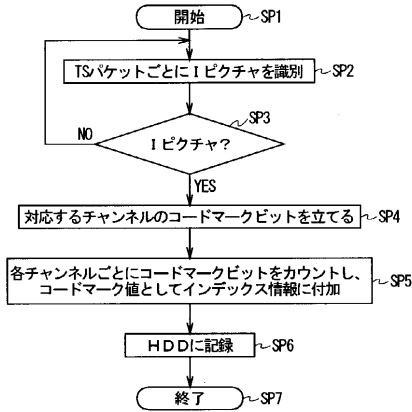 開始 SP1
TSパケットごとにIピクチャを識別 SP2
SP3
Iピクチャ?
NO
YES
対応するチャンネルのコードマークビットを立てる SP4
各チャンネルごとにコードマークビットをカウントし、
コードマーク値としてインデックス情報に付加 SP5
HDDに記録 SP6
終了 SP7